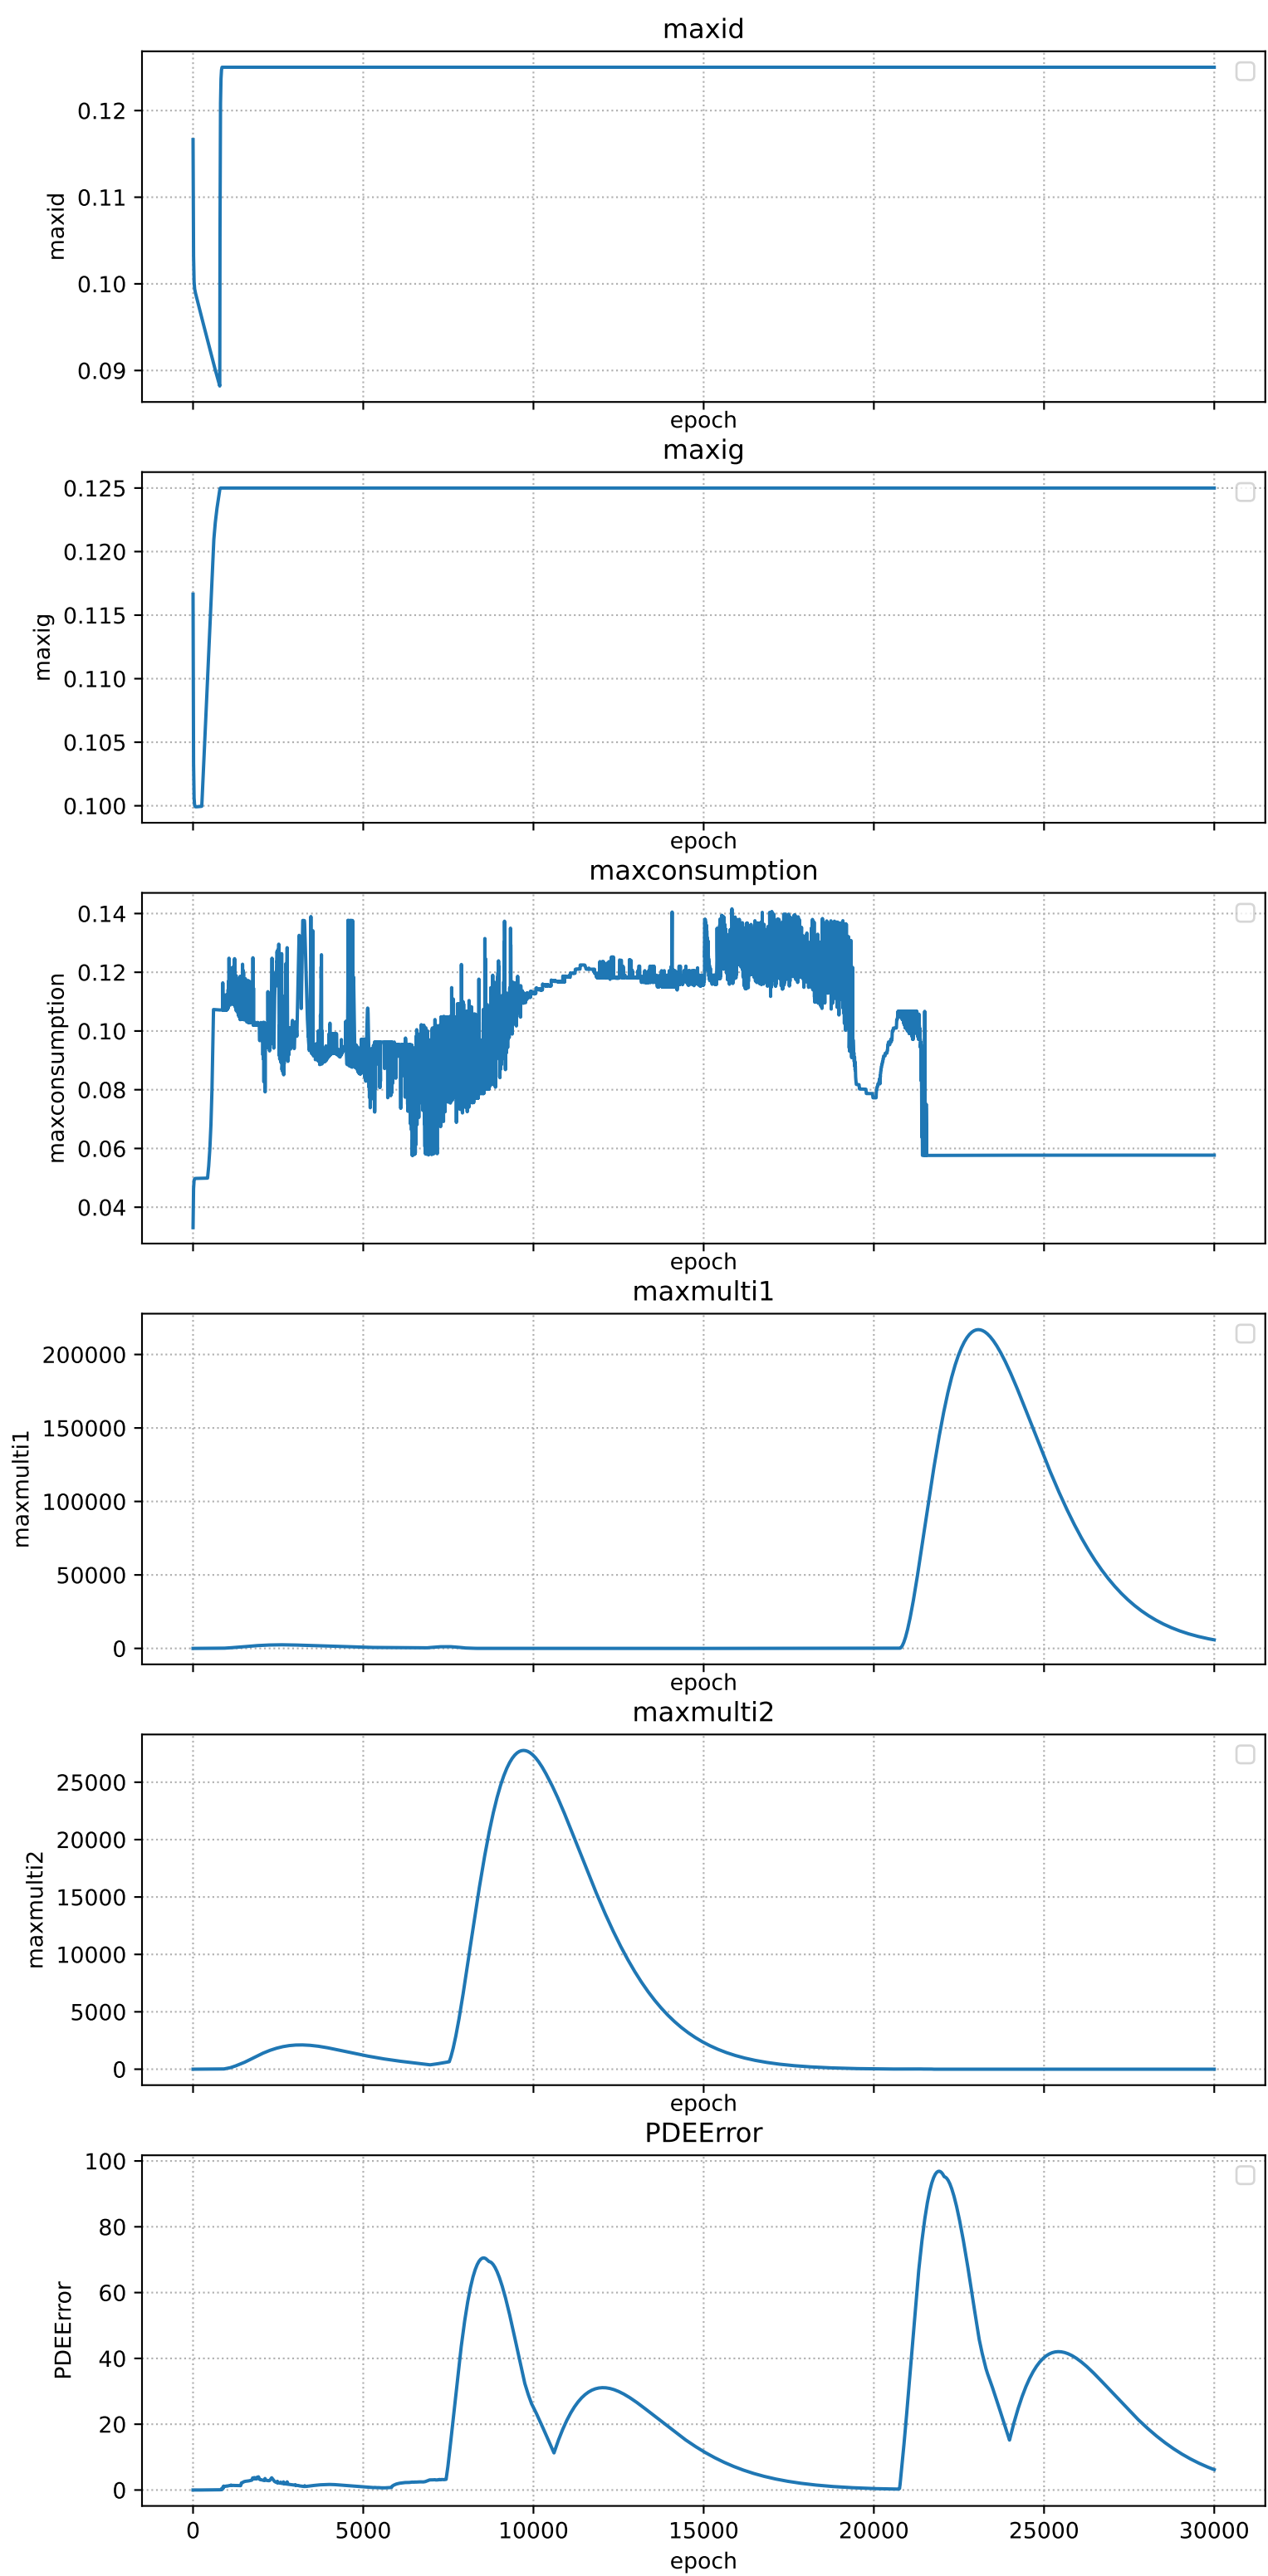 maxid
0.12
0.11
0.10
0.09
maxid
epoch
maxig
0.125
0.120
0.115
0.110
0.105
0.100
maxig
epoch
maxconsumption
0.14
0.12
0.10
0.08
0.06
0.04
maxconsumption
epoch
maxmulti1
200000
150000
100000
50000
0
maxmulti1
epoch
maxmulti2
25000
20000
15000
10000
5000
0
maxmulti2
epoch
PDEError
100
80
60
40
20
0
PDEError
0 5000 10000 15000 20000 25000 30000
epoch